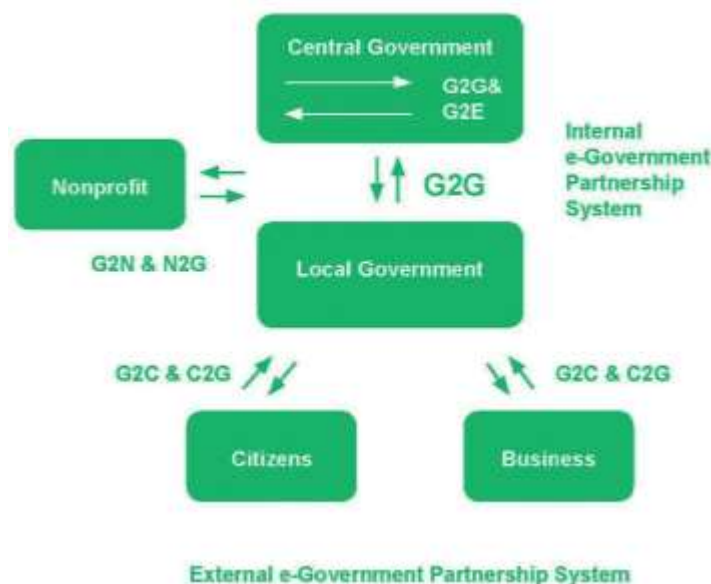 Central Government
G2G&
G2E
Internal
e-Government
Partnership
System
Nonprofit
G2G
G2N & N2G
Local Government
G2C & C2G
G2C & C2G
Citizens
Business
External e-Government Partnership System